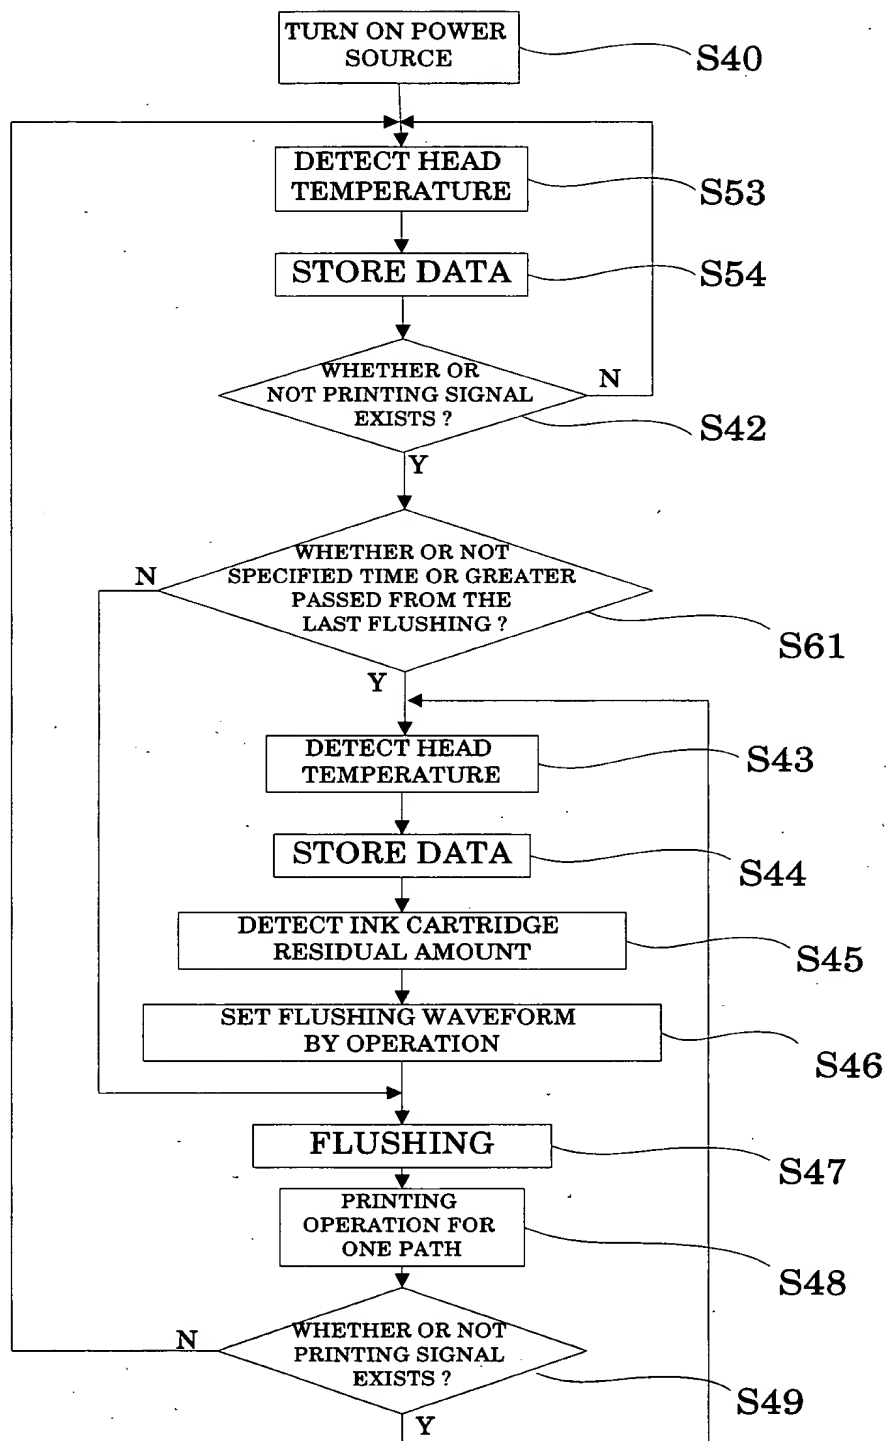 TURN ON POWER
SOURCE
S40
DETECT HEAD
TEMPERATURE
S53
STORE DATA
S54
WHETHER OR
NOT PRINTING SIGNAL
EXISTS ?
N
S42
Y
WHETHER OR NOT
SPECIFIED TIME OR GREATER
PASSED FROM THE
LAST FLUSHING ?
N
S61
Y
DETECT HEAD
TEMPERATURE
S43
STORE DATA
S44
DETECT INK CARTRIDGE
RESIDUAL AMOUNT
S45
SET FLUSHING WAVEFORM
BY OPERATION
S46
FLUSHING
S47
PRINTING
OPERATION FOR
ONE PATH
S48
N
WHETHER OR NOT
PRINTING SIGNAL
EXISTS ?
S49
Y